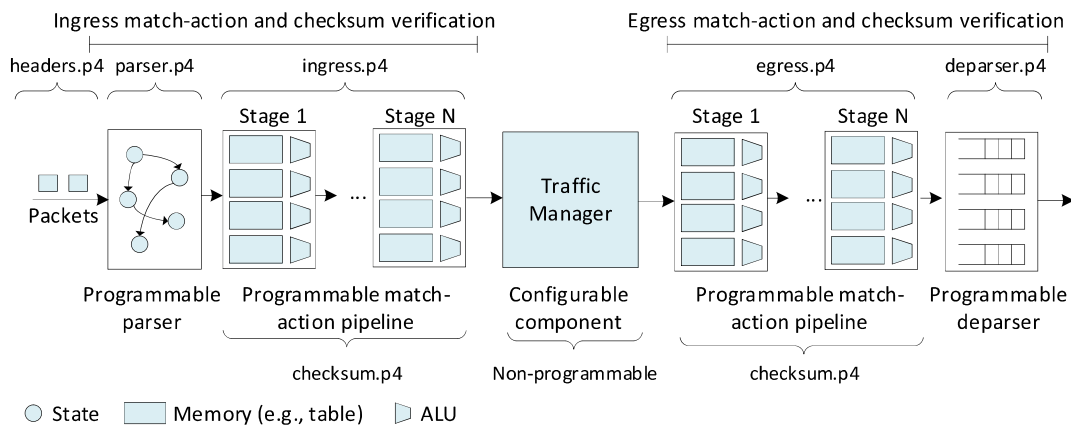 Ingress match-action and checksum verification
Egress match-action and checksum verification
headers.p4
parser.p4
ingress.p4
egress.p4
deparser.p4
Stage 1
Stage N
Stage 1
Stage N
Packets
...
Traffic
Manager
...
Programmable
parser
Programmable match-
action pipeline
Configurable
component
Programmable match-
action pipeline
Programmable
deparser
checksum.p4
Non-programmable
checksum.p4
State
Memory (e.g., table)
ALU